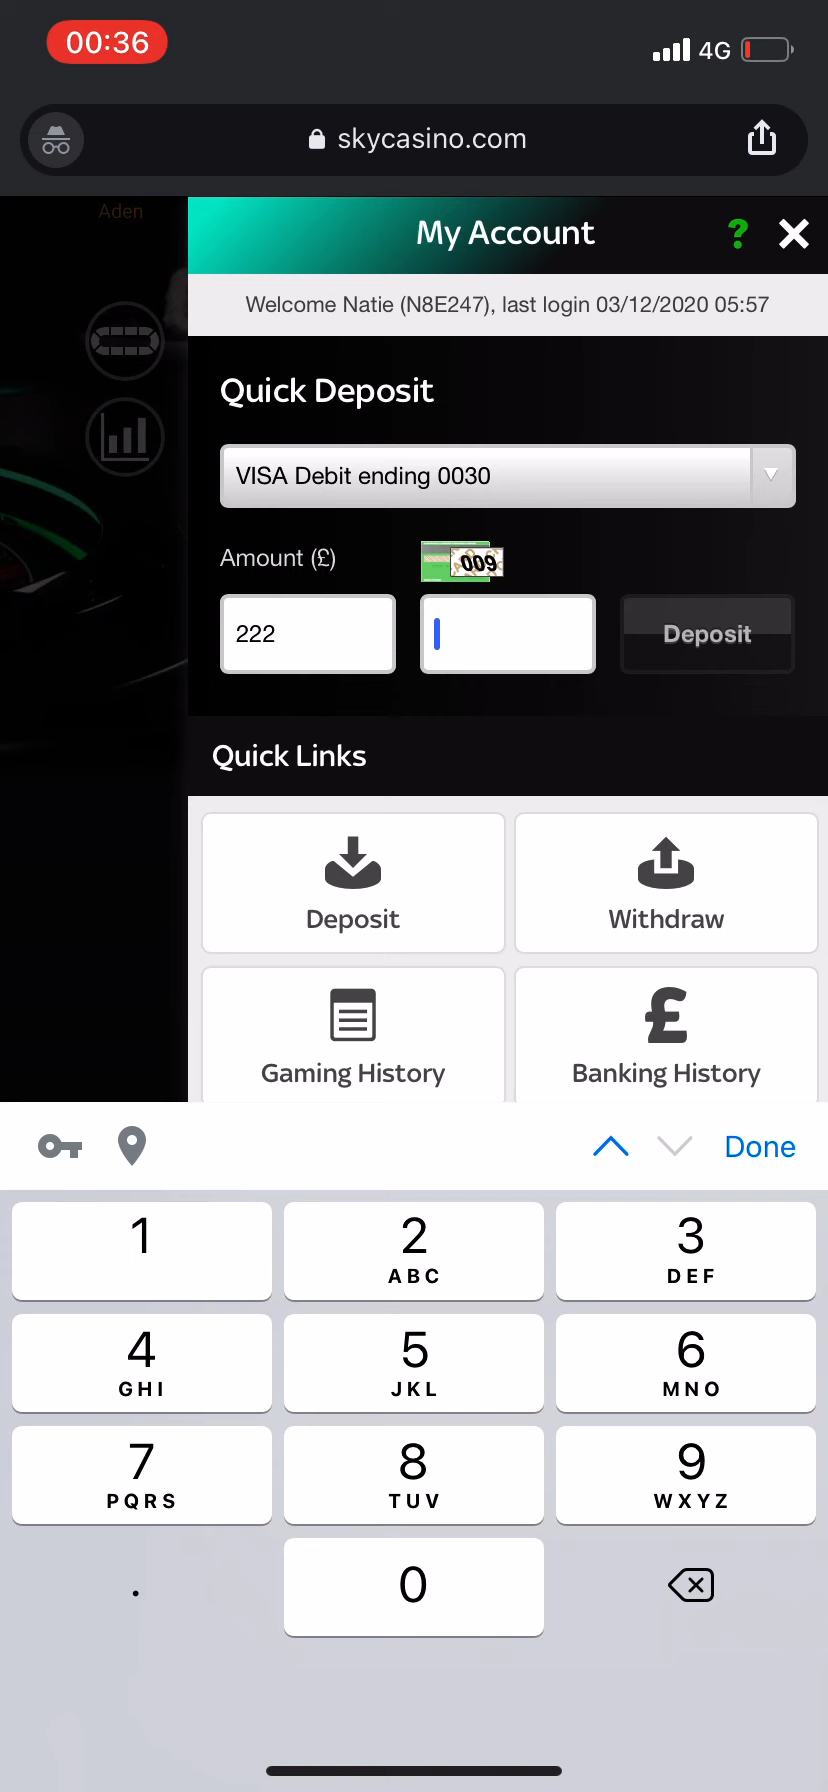 00:36
4G
skycasino.com
Aden
My Account ?
Welcome Natie (N8E247), last login 03/12/2020 05:57
Quick Deposit
VISA Debit ending 0030
Amount (£)
009
222
Deposit
Quick Links
Deposit
Withdraw
£
Gaming History
Banking History
Done
1
2
ABC
3
DEF
4
GHI
5
JKL
6
MNO
7
PQRS
8
TUV
9
WXYZ
.
0